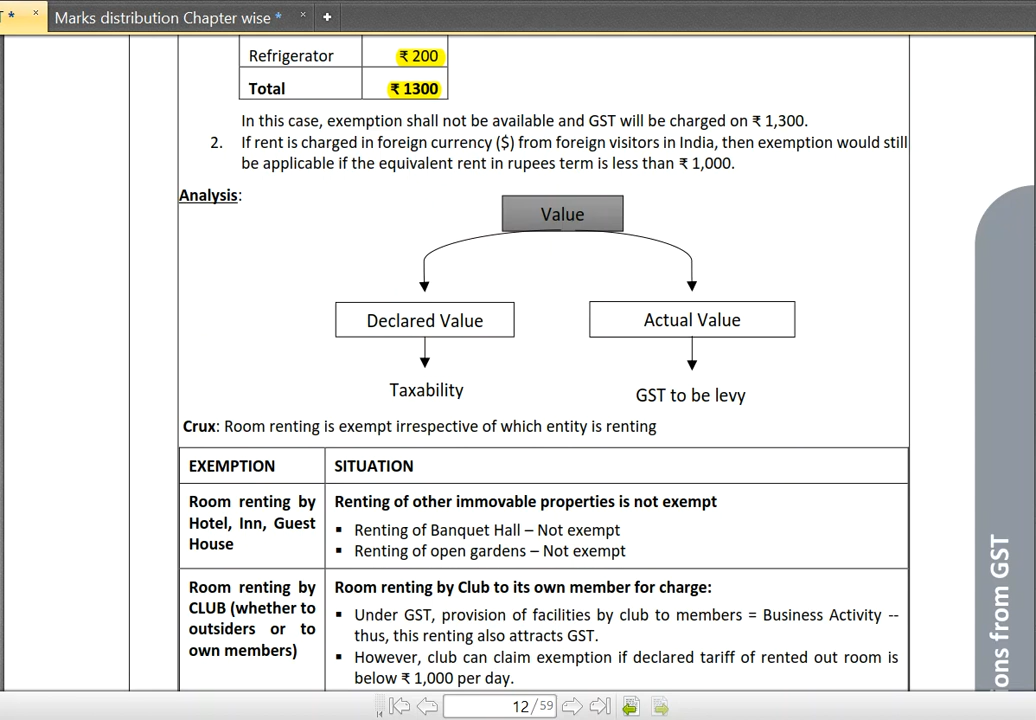 T * ×
Marks distribution Chapter wise * ×
+
Refrigerator ₹ 200
Total ₹ 1300
In this case, exemption shall not be available and GST will be charged on ₹ 1,300.
2. If rent is charged in foreign currency ($) from foreign visitors in India, then exemption would still
be applicable if the equivalent rent in rupees term is less than ₹ 1,000.
Analysis:
Value
Declared Value Actual Value
Taxability GST to be levy
Crux: Room renting is exempt irrespective of which entity is renting
EXEMPTION SITUATION
Room renting by
Hotel, Inn, Guest
House
Renting of other immovable properties is not exempt
▪ Renting of Banquet Hall – Not exempt
▪ Renting of open gardens – Not exempt
Room renting by
CLUB (whether to
outsiders or to
own members)
Room renting by Club to its own member for charge:
▪ Under GST, provision of facilities by club to members = Business Activity --
thus, this renting also attracts GST.
▪ However, club can claim exemption if declared tariff of rented out room is
below ₹ 1,000 per day.
ons from GST
12 / 59